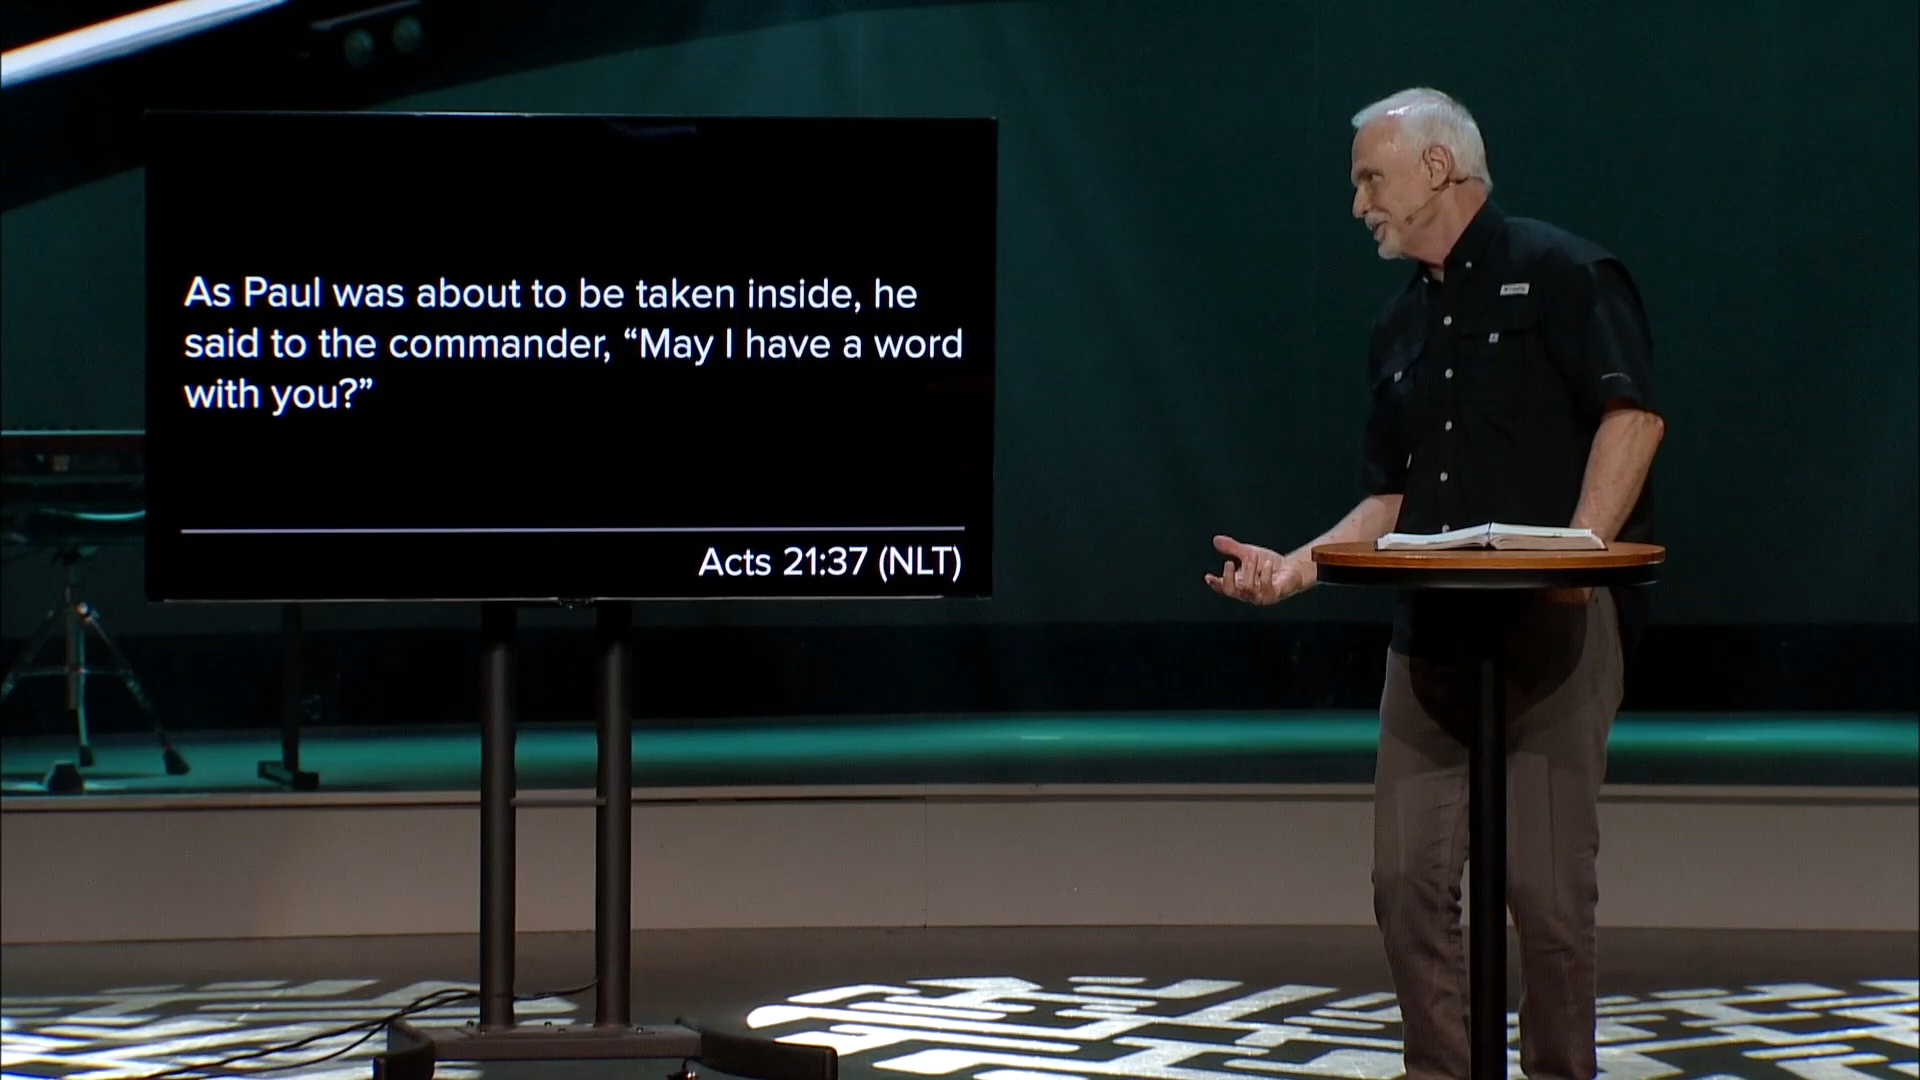 As Paul was about to be taken inside, he
said to the commander, “May I have a word
with you?”
Acts 21:37 (NLT)